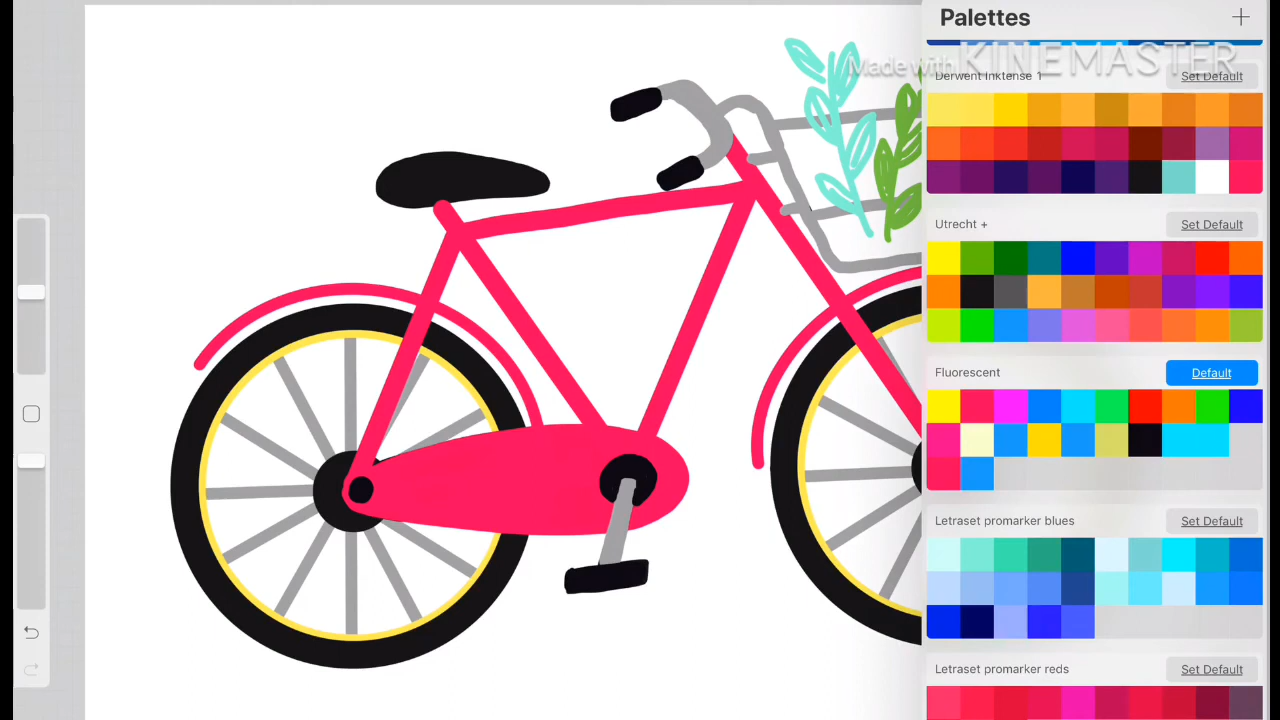 Palettes
Made with KINEMASTER
Derwent Inktense 1 Set Default
Utrecht + Set Default
Fluorescent Default
Letraset promarker blues Set Default
Letraset promarker reds Set Default